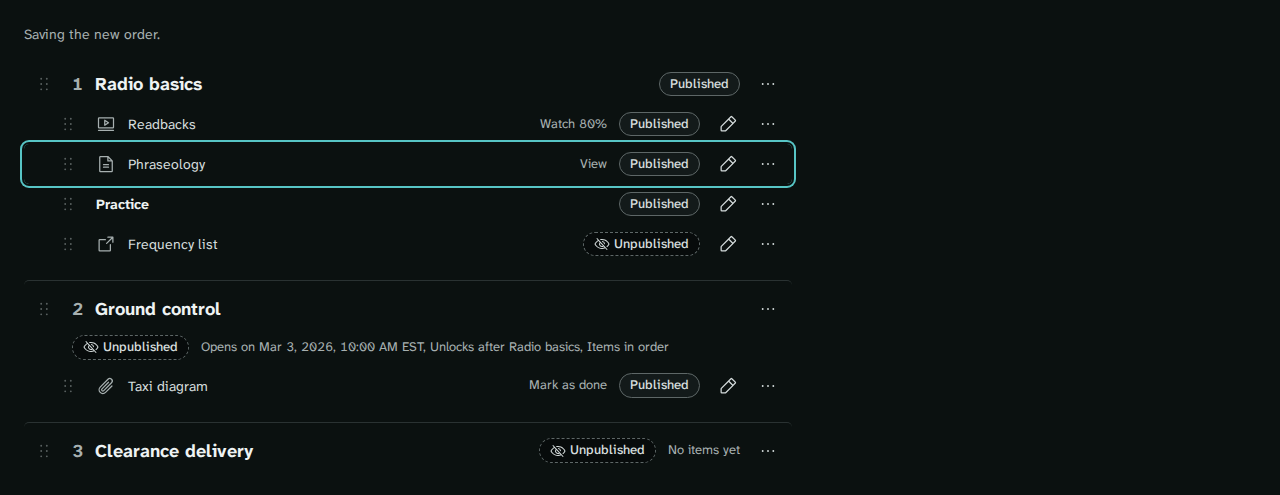 Saving the new order.
1 Radio basics Published
Readbacks Watch 80% Published
Phraseology View Published
Practice Published
Frequency list Unpublished
2 Ground control
Unpublished Opens on Mar 3, 2026, 10:00 AM EST, Unlocks after Radio basics, Items in order
Taxi diagram Mark as done Published
3 Clearance delivery Unpublished No items yet